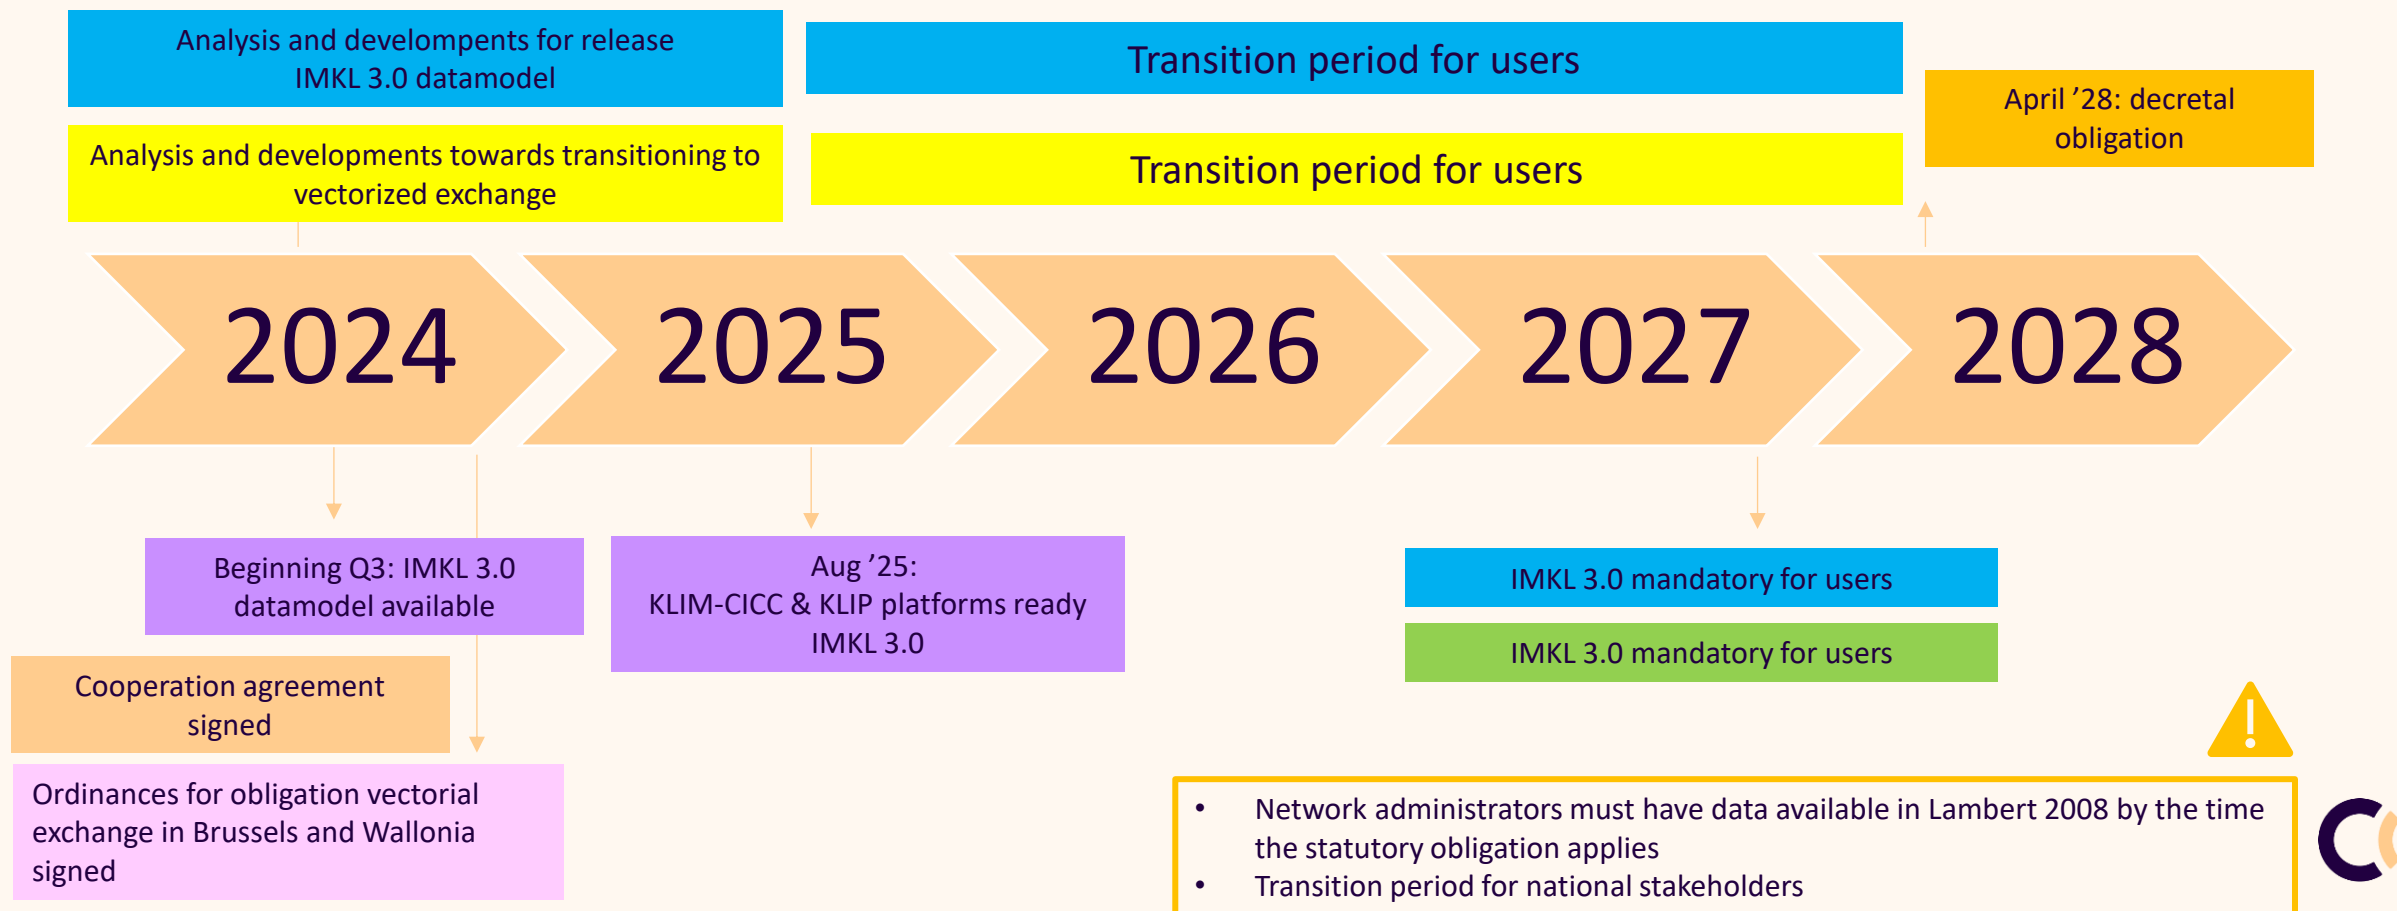 Analysis and develompents for release
IMKL 3.0 datamodel
Transition period for users
April ’28: decretal
obligation
Analysis and developments towards transitioning to
vectorized exchange
Transition period for users
2024
2025
2026
2027
2028
Beginning Q3: IMKL 3.0
datamodel available
Aug ’25:
KLIM-CICC & KLIP platforms ready
IMKL 3.0
IMKL 3.0 mandatory for users
IMKL 3.0 mandatory for users
Cooperation agreement
signed
Ordinances for obligation vectorial
exchange in Brussels and Wallonia
signed
• Network administrators must have data available in Lambert 2008 by the time
the statutory obligation applies
• Transition period for national stakeholders